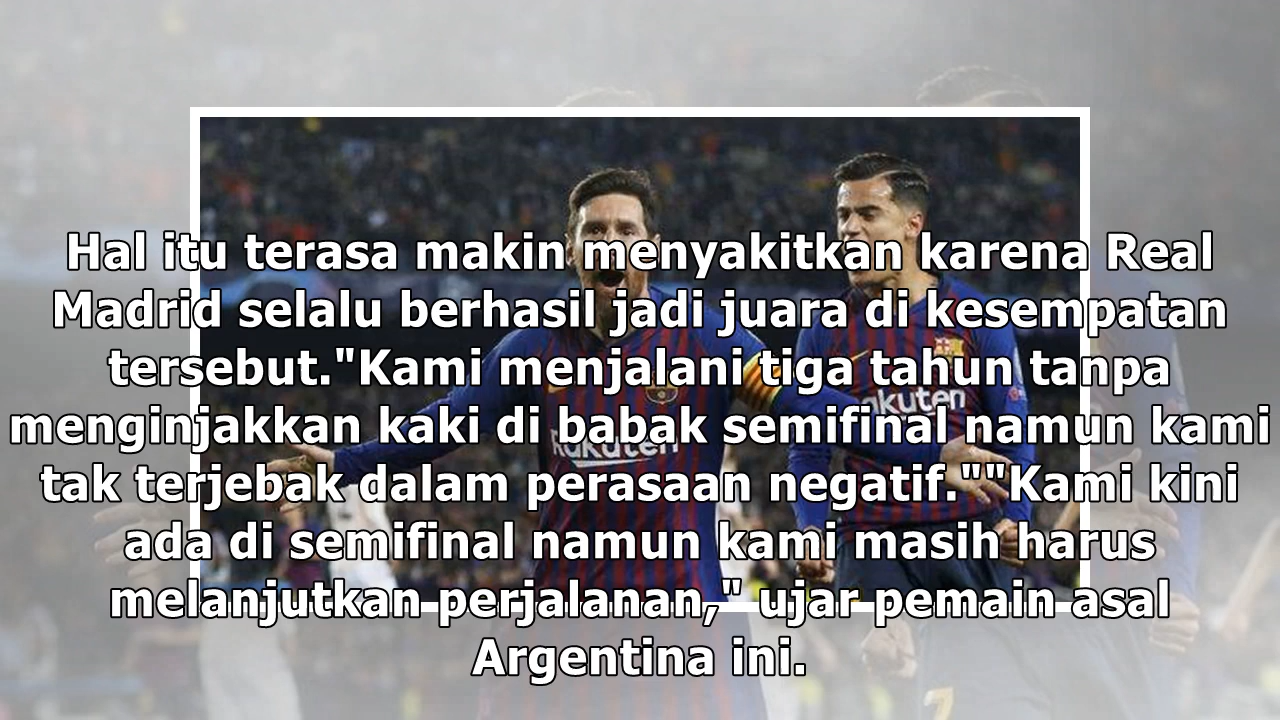 Hal itu terasa makin menyakitkan karena Real
Madrid selalu berhasil jadi juara di kesempatan
tersebut."Kami menjalani tiga tahun tanpa
menginjakkan kaki di babak semifinal namun kami
tak terjebak dalam perasaan negatif.""Kami kini
ada di semifinal namun kami masih harus
melanjutkan perjalanan," ujar pemain asal
Argentina ini.
Rakuten
Rakuten